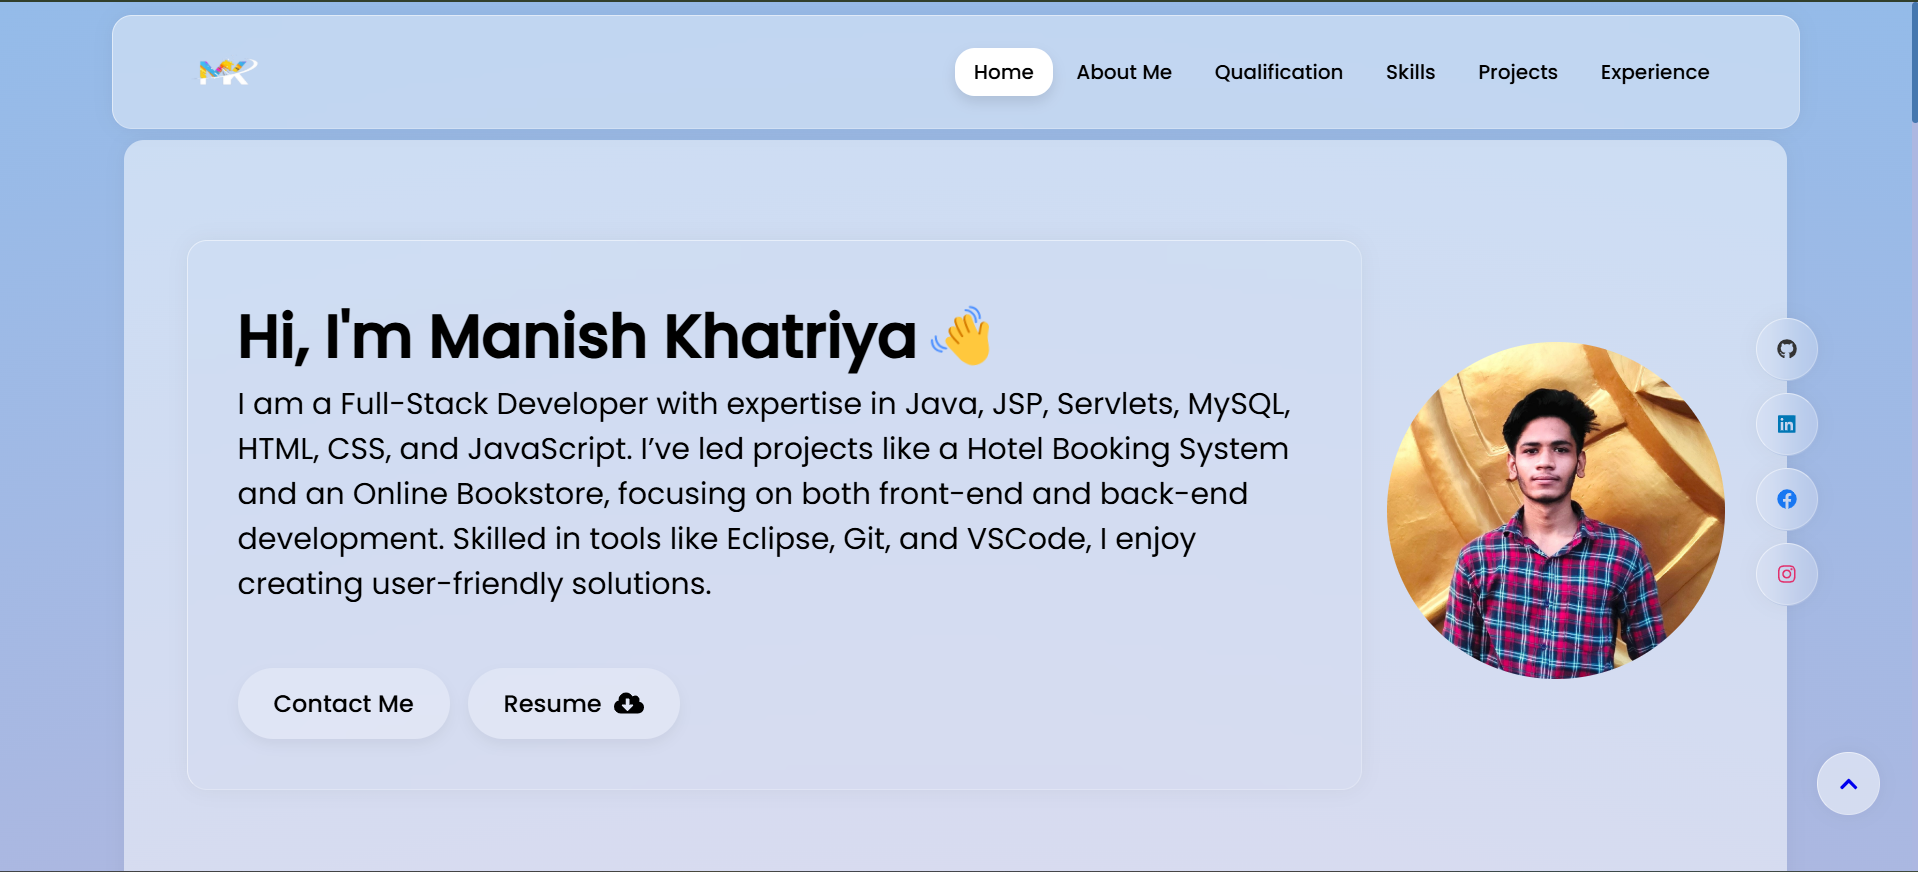 MK
Home About Me Qualification Skills Projects Experience
Hi, I'm Manish Khatriya 👋
I am a Full-Stack Developer with expertise in Java, JSP, Servlets, MySQL,
HTML, CSS, and JavaScript. I’ve led projects like a Hotel Booking System
and an Online Bookstore, focusing on both front-end and back-end
development. Skilled in tools like Eclipse, Git, and VSCode, I enjoy
creating user-friendly solutions.
Contact Me Resume